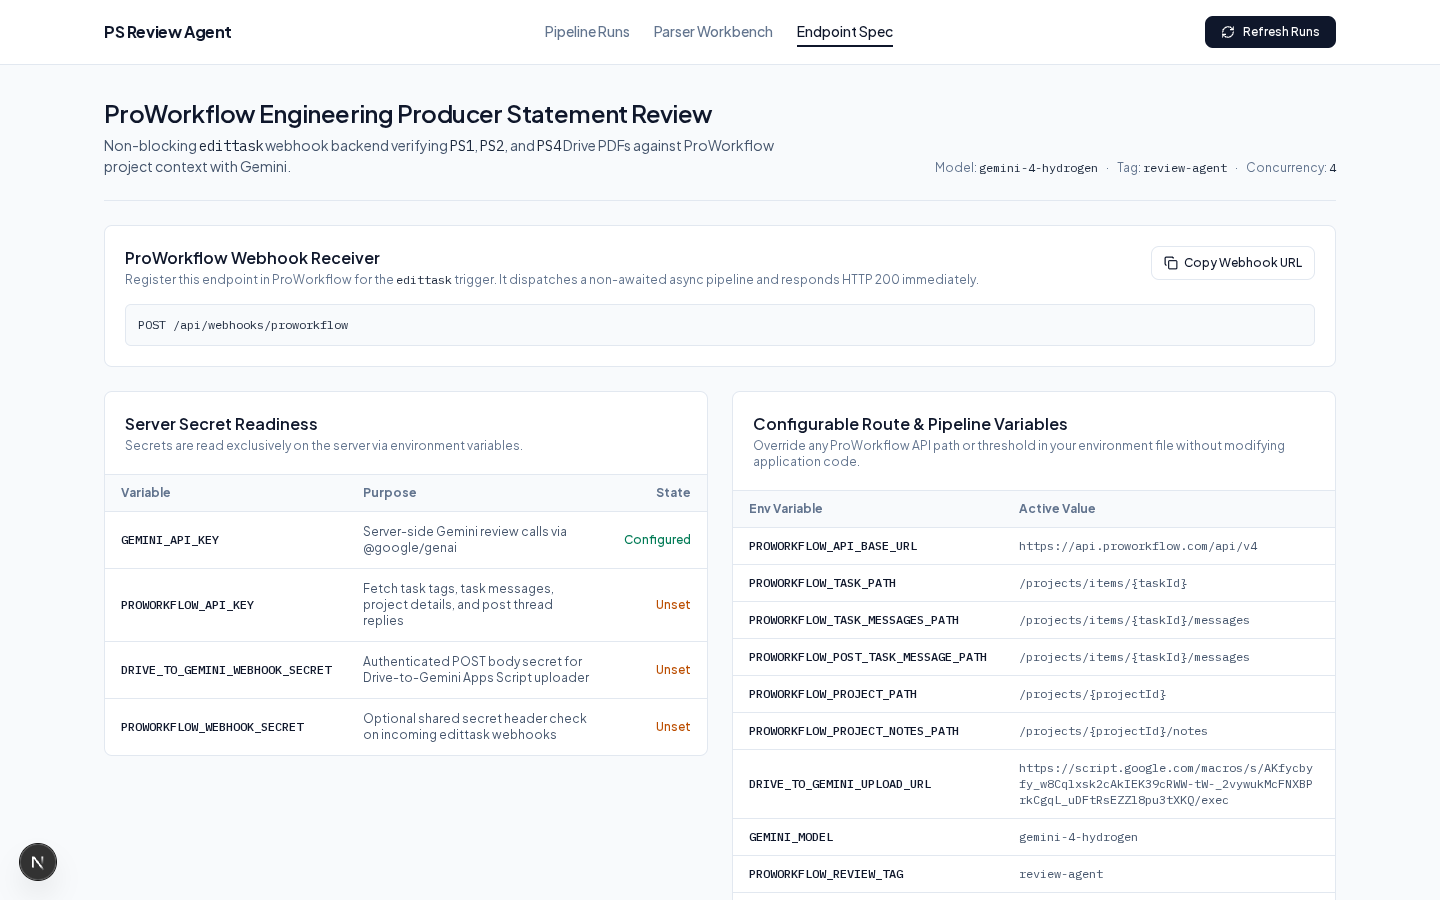 PS Review Agent
Pipeline Runs
Parser Workbench
Endpoint Spec
Refresh Runs
ProWorkflow Engineering Producer Statement Review
Non-blocking edittask webhook backend verifying PS1, PS2, and PS4 Drive PDFs against ProWorkflow
project context with Gemini.
Model: gemini-4-hydrogen · Tag: review-agent · Concurrency: 4
ProWorkflow Webhook Receiver
Register this endpoint in ProWorkflow for the edittask trigger. It dispatches a non-awaited async pipeline and responds HTTP 200 immediately.
Copy Webhook URL
POST /api/webhooks/proworkflow
Server Secret Readiness
Secrets are read exclusively on the server via environment variables.
Variable Purpose State
GEMINI_API_KEY
Server-side Gemini review calls via
@google/genai
Configured
PROWORKFLOW_API_KEY
Fetch task tags, task messages,
project details, and post thread
replies
Unset
DRIVE_TO_GEMINI_WEBHOOK_SECRET
Authenticated POST body secret for
Drive-to-Gemini Apps Script uploader
Unset
PROWORKFLOW_WEBHOOK_SECRET
Optional shared secret header check
on incoming edittask webhooks
Unset
Configurable Route & Pipeline Variables
Override any ProWorkflow API path or threshold in your environment file without modifying
application code.
Env Variable Active Value
PROWORKFLOW_API_BASE_URL https://api.proworkflow.com/api/v4
PROWORKFLOW_TASK_PATH /projects/items/{taskId}
PROWORKFLOW_TASK_MESSAGES_PATH /projects/items/{taskId}/messages
PROWORKFLOW_POST_TASK_MESSAGE_PATH /projects/items/{taskId}/messages
PROWORKFLOW_PROJECT_PATH /projects/{projectId}
PROWORKFLOW_PROJECT_NOTES_PATH /projects/{projectId}/notes
DRIVE_TO_GEMINI_UPLOAD_URL
https://script.google.com/macros/s/AKfycby
fy_w8Cqlxsk2cAkIEK39cRWW-tW-_2vywukMcFNXBP
rkCgqL_uDFtRsEZZl8pu3tXKQ/exec
GEMINI_MODEL gemini-4-hydrogen
PROWORKFLOW_REVIEW_TAG review-agent